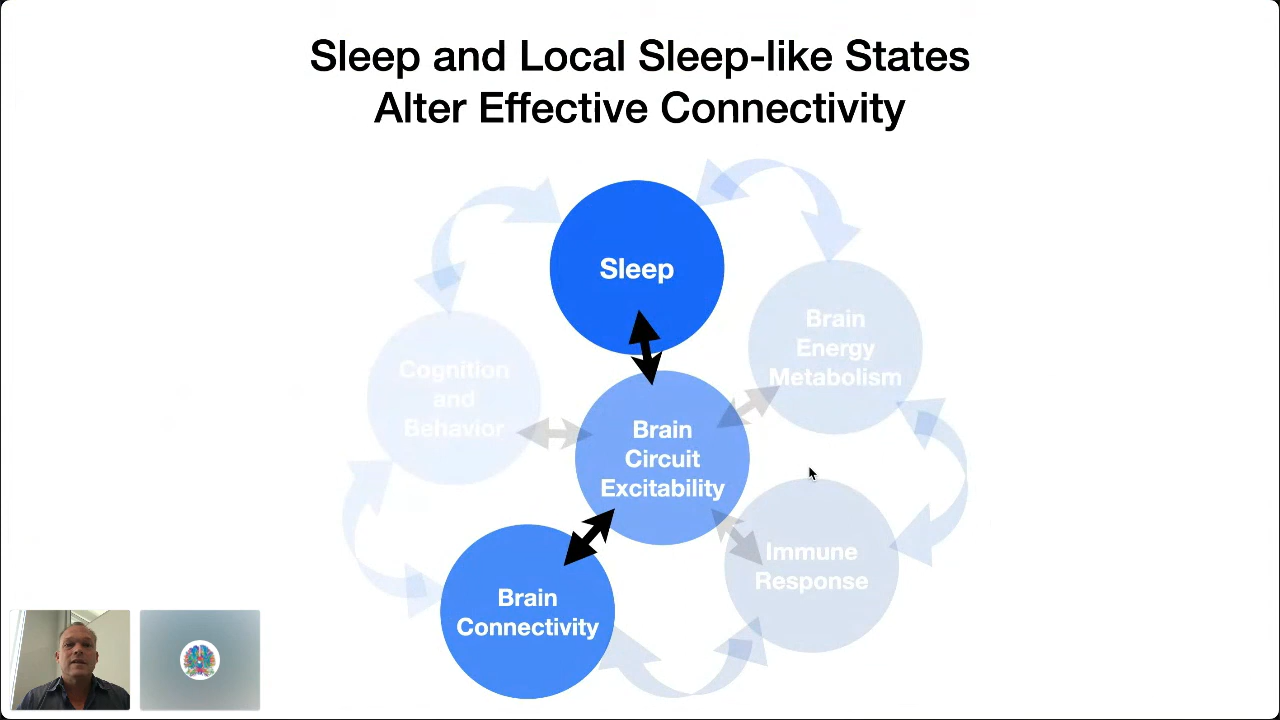 Sleep and Local Sleep-like States
Alter Effective Connectivity
Sleep
Brain
Energy
Metabolism
Cognition
and
Behavior
Brain
Circuit
Excitability
Immune
Response
Brain
Connectivity